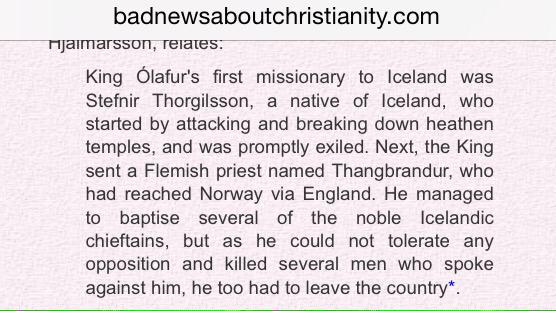 badnewsaboutchristianity.com
Hjálmarsson, relates:
King Ólafur's first missionary to Iceland was
Stefnir Thorgilsson, a native of Iceland, who
started by attacking and breaking down heathen
temples, and was promptly exiled. Next, the King
sent a Flemish priest named Thangbrandur, who
had reached Norway via England. He managed
to baptise several of the noble Icelandic
chieftains, but as he could not tolerate any
opposition and killed several men who spoke
against him, he too had to leave the country*.